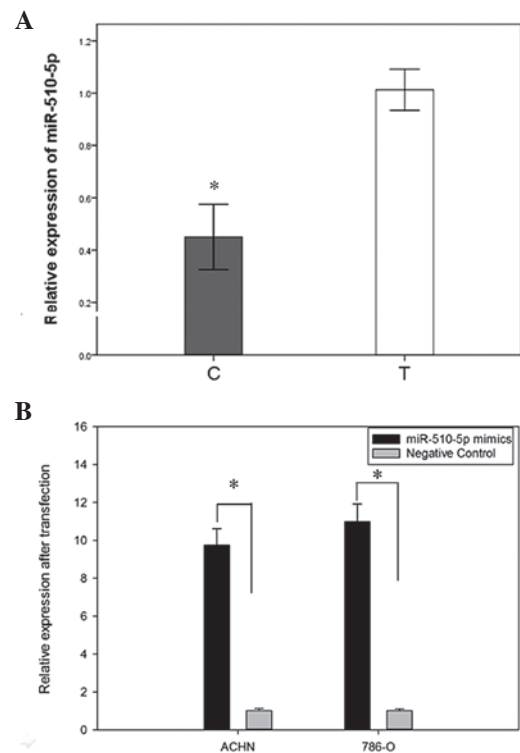 A
Relative expression of miR-510-5p
1.2
1.0
0.8
0.6
0.4
0.2
0.0
*
C
T
B
Relative expression after transfection
16
14
12
10
8
6
4
2
0
miR-510-5p mimics
Negative Control
*
*
ACHN
786-O